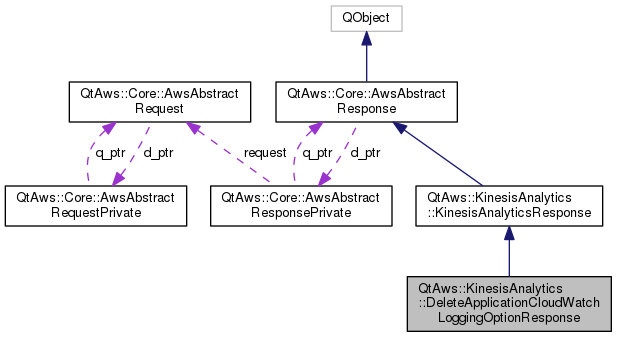 QObject
QtAws::Core::AwsAbstract
Request
QtAws::Core::AwsAbstract
Response
q_ptr
d_ptr
request
q_ptr
d_ptr
QtAws::Core::AwsAbstract
RequestPrivate
QtAws::Core::AwsAbstract
ResponsePrivate
QtAws::KinesisAnalytics
::KinesisAnalyticsResponse
QtAws::KinesisAnalytics
::DeleteApplicationCloudWatch
LoggingOptionResponse